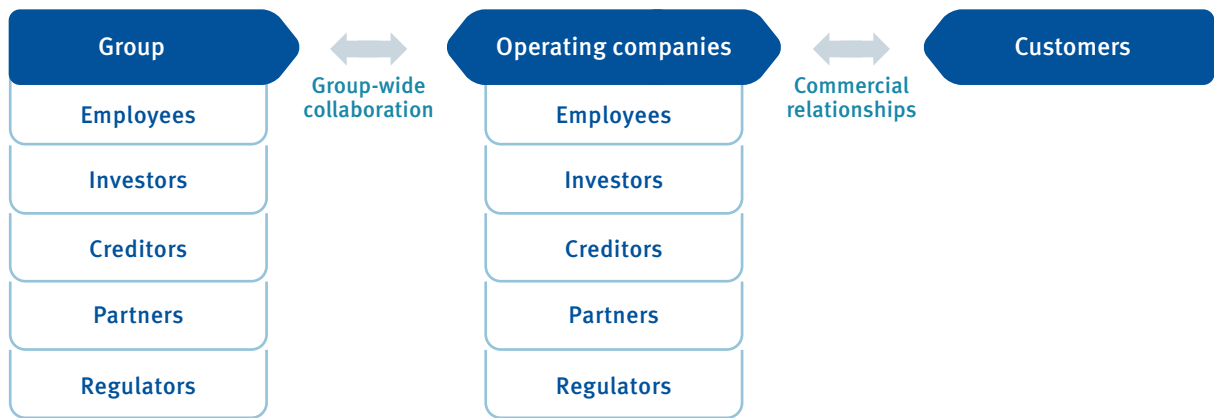 Group
Group-wide
collaboration
Operating companies
Commercial
relationships
Customers
Employees
Investors
Creditors
Partners
Regulators
Employees
Investors
Creditors
Partners
Regulators